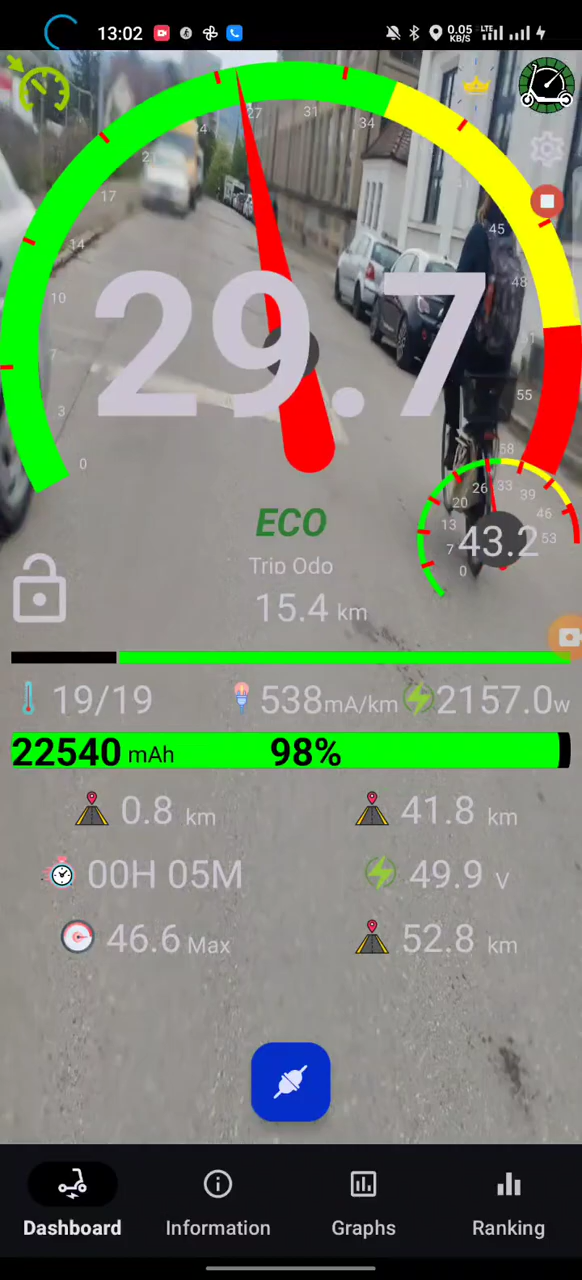 13:02
0.05 KB/S LTE
0 3 7 10 14 17 21 24 27 31 34 45 48 51 55 58
29.7
0 7 13 20 26 33 39 46 53
43.2
ECO
Trip Odo
15.4 km
19/19 538mA/km 2157.0w
22540 mAh 98%
0.8 km 41.8 km
00H 05M 49.9 V
46.6 Max 52.8 km
Dashboard Information Graphs Ranking